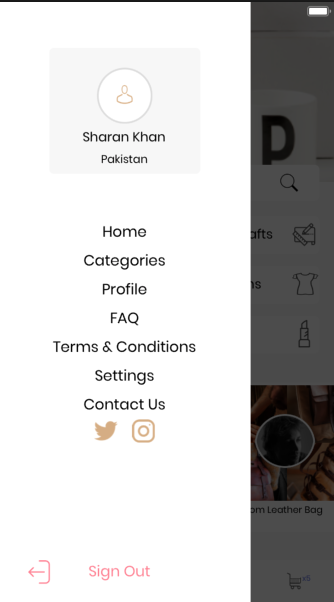 Sharan Khan
Pakistan
Home
Categories
Profile
FAQ
Terms & Conditions
Settings
Contact Us
Sign Out
P
afts
ns
om Leather Bag
x5